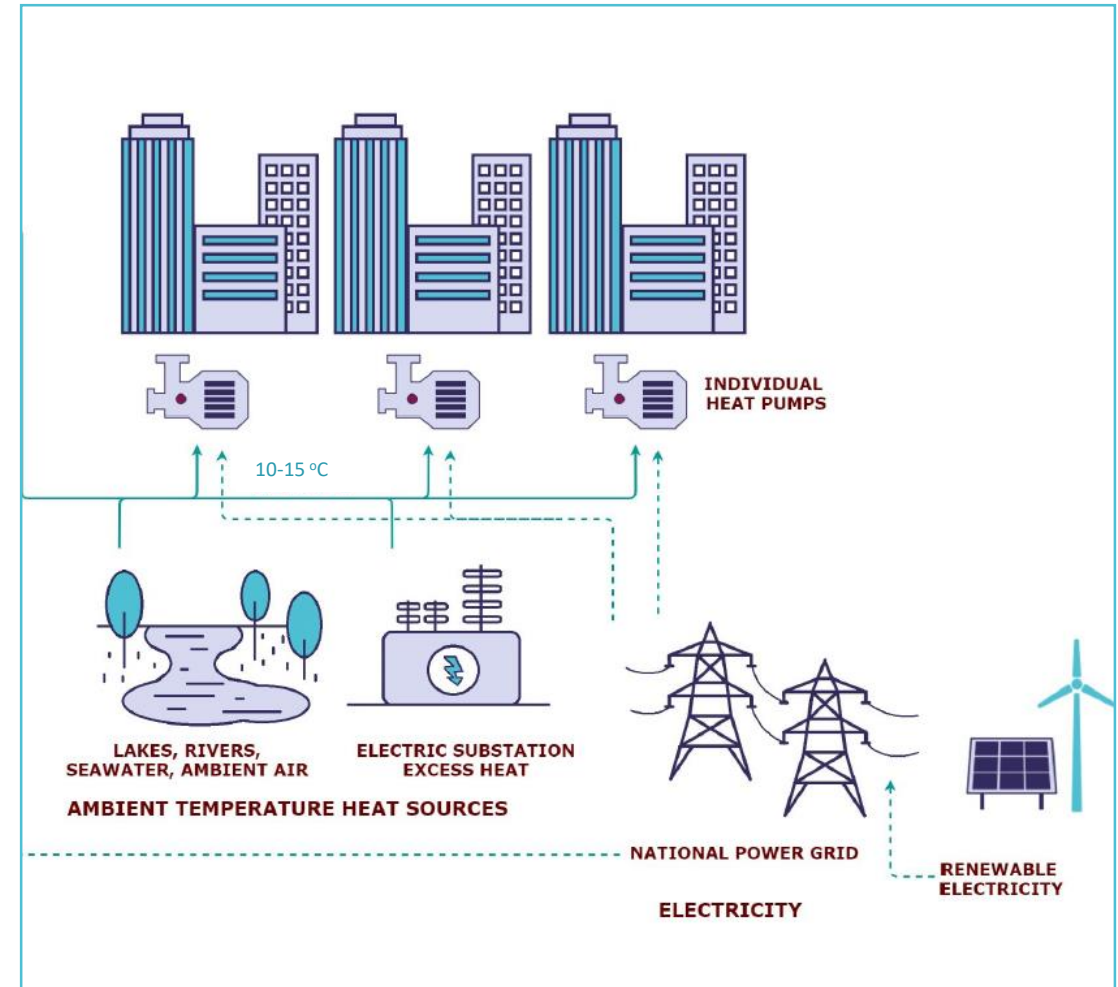 INDIVIDUAL
HEAT PUMPS
10-15 °C
LAKES, RIVERS,
SEAWATER, AMBIENT AIR
ELECTRIC SUBSTATION
EXCESS HEAT
AMBIENT TEMPERATURE HEAT SOURCES
NATIONAL POWER GRID
RENEWABLE
ELECTRICITY
ELECTRICITY